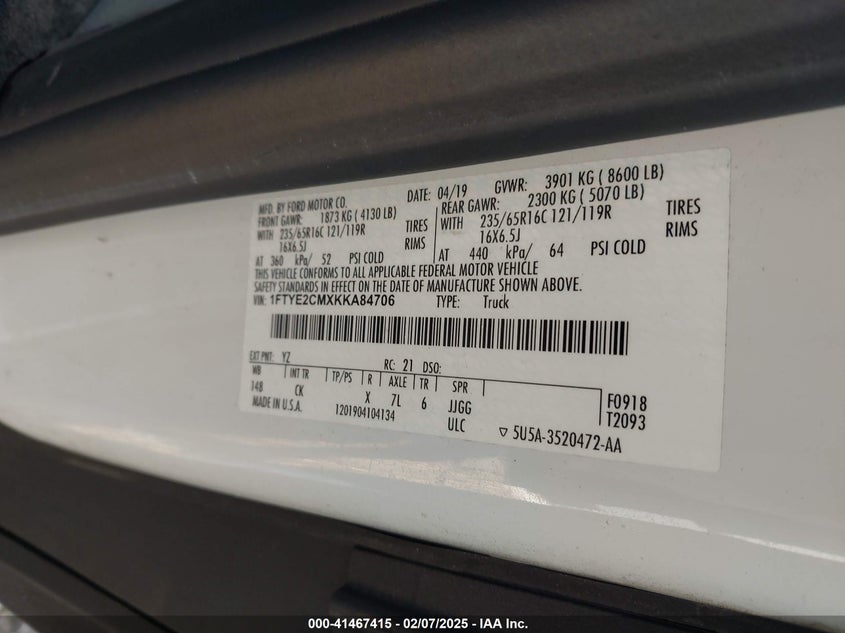 MFD. BY FORD MOTOR CO.
DATE: 04/19 GVWR: 3901 KG ( 8600 LB)
FRONT GAWR: 1873 KG ( 4130 LB)
REAR GAWR: 2300 KG ( 5070 LB)
WITH 235/65R16C 121/119R TIRES
WITH 235/65R16C 121/119R TIRES
16X6.5J RIMS
16X6.5J RIMS
AT 360 kPa/ 52 PSI COLD
AT 440 kPa/ 64 PSI COLD
THIS VEHICLE CONFORMS TO ALL APPLICABLE FEDERAL MOTOR VEHICLE
SAFETY STANDARDS IN EFFECT ON THE DATE OF MANUFACTURE SHOWN ABOVE.
VIN: 1FTYE2CMXKKA84706 TYPE: Truck
EXT PNT: YZ RC: 21 DSO:
WB INT TR TP/PS R AXLE TR SPR
148 CK X 7L 6 JJGG F0918
MADE IN U.S.A. 1201904104134 ULC T2093
▽ 5U5A-3520472-AA
000-41467415 - 02/07/2025 - IAA Inc.